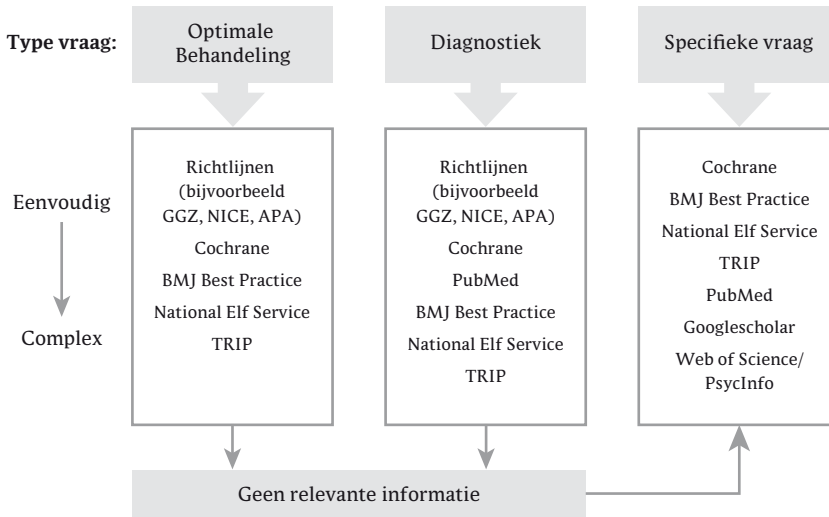 Type vraag:
Optimale
Behandeling
Diagnostiek
Specifieke vraag
Eenvoudig
Complex
Richtlijnen
(bijvoorbeeld
GGZ, NICE, APA)
Cochrane
BMJ Best Practice
National Elf Service
TRIP
Richtlijnen
(bijvoorbeeld
GGZ, NICE, APA)
Cochrane
PubMed
BMJ Best Practice
National Elf Service
TRIP
Cochrane
BMJ Best Practice
National Elf Service
TRIP
PubMed
Googlescholar
Web of Science/
PsycInfo
Geen relevante informatie